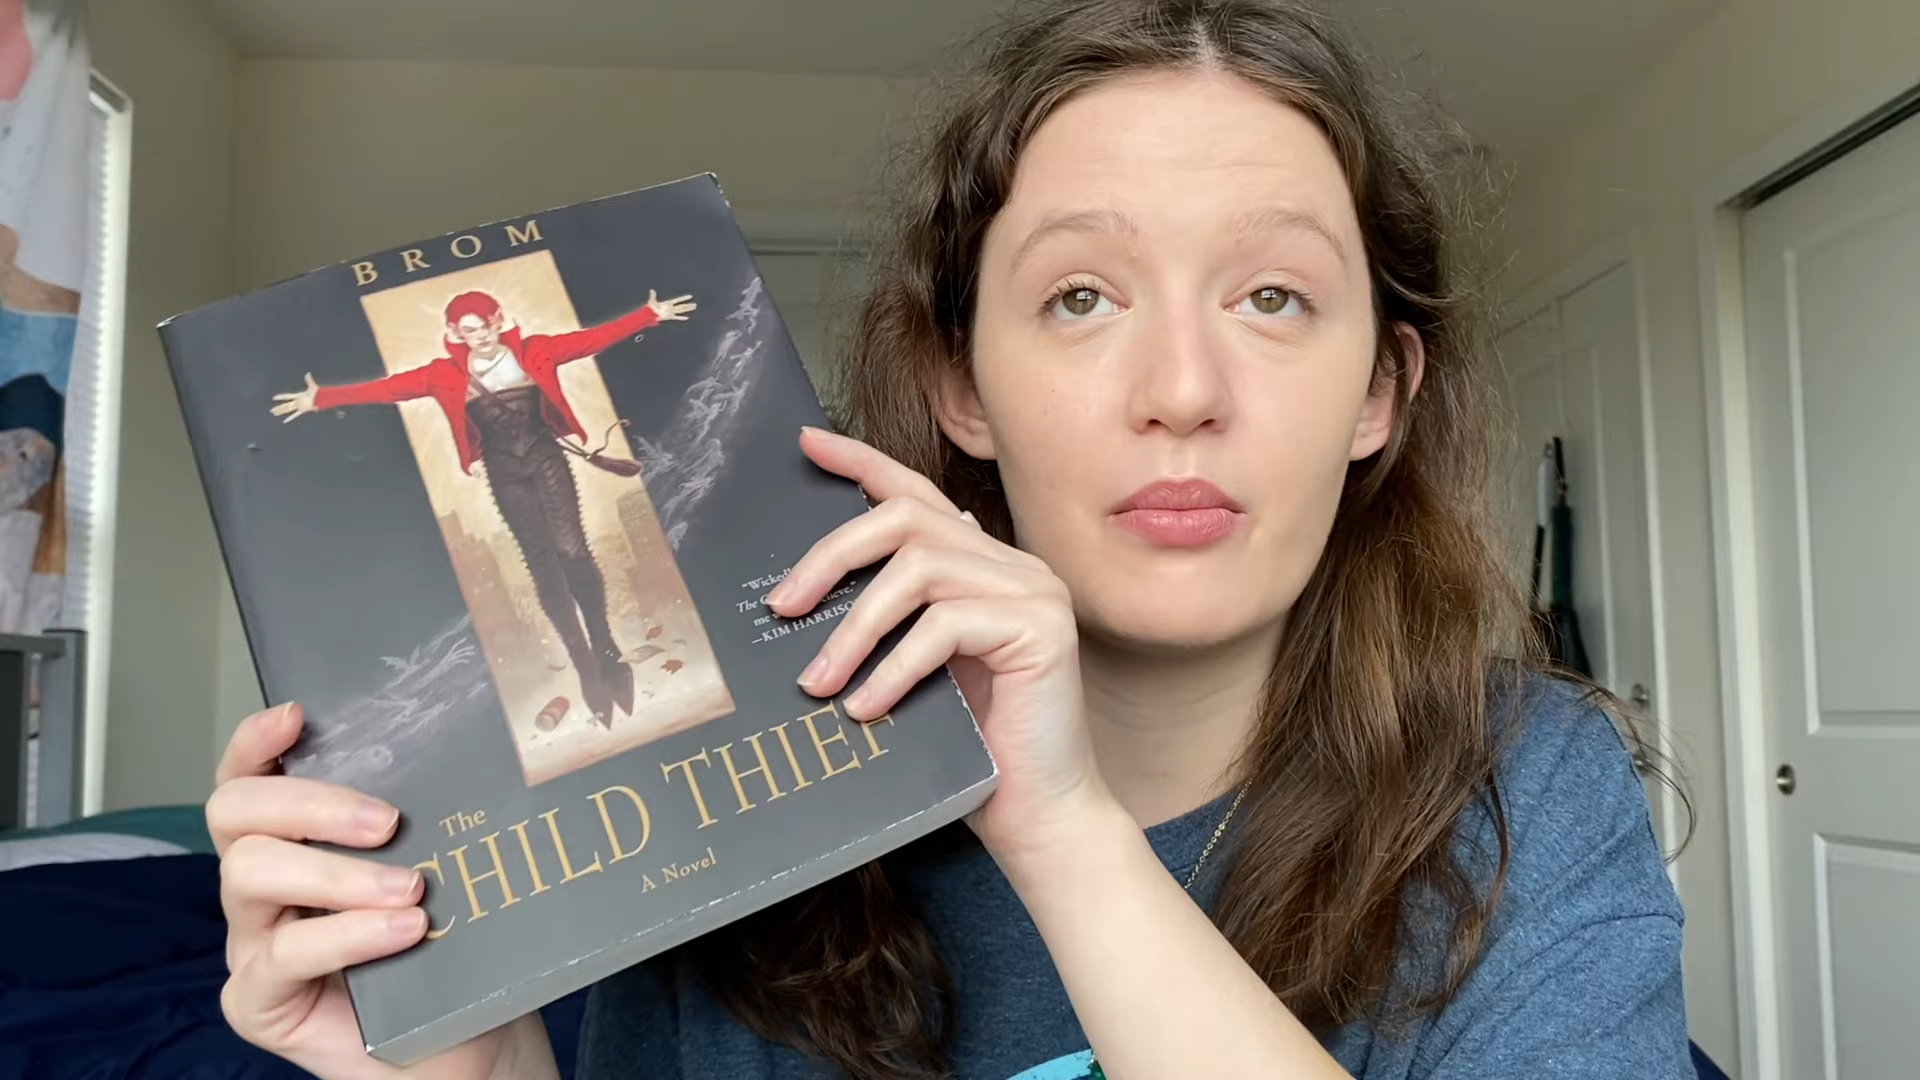 BROM
"Wicked
The
me
—KIM HARRISO
The
CHILD THIEF
A Novel